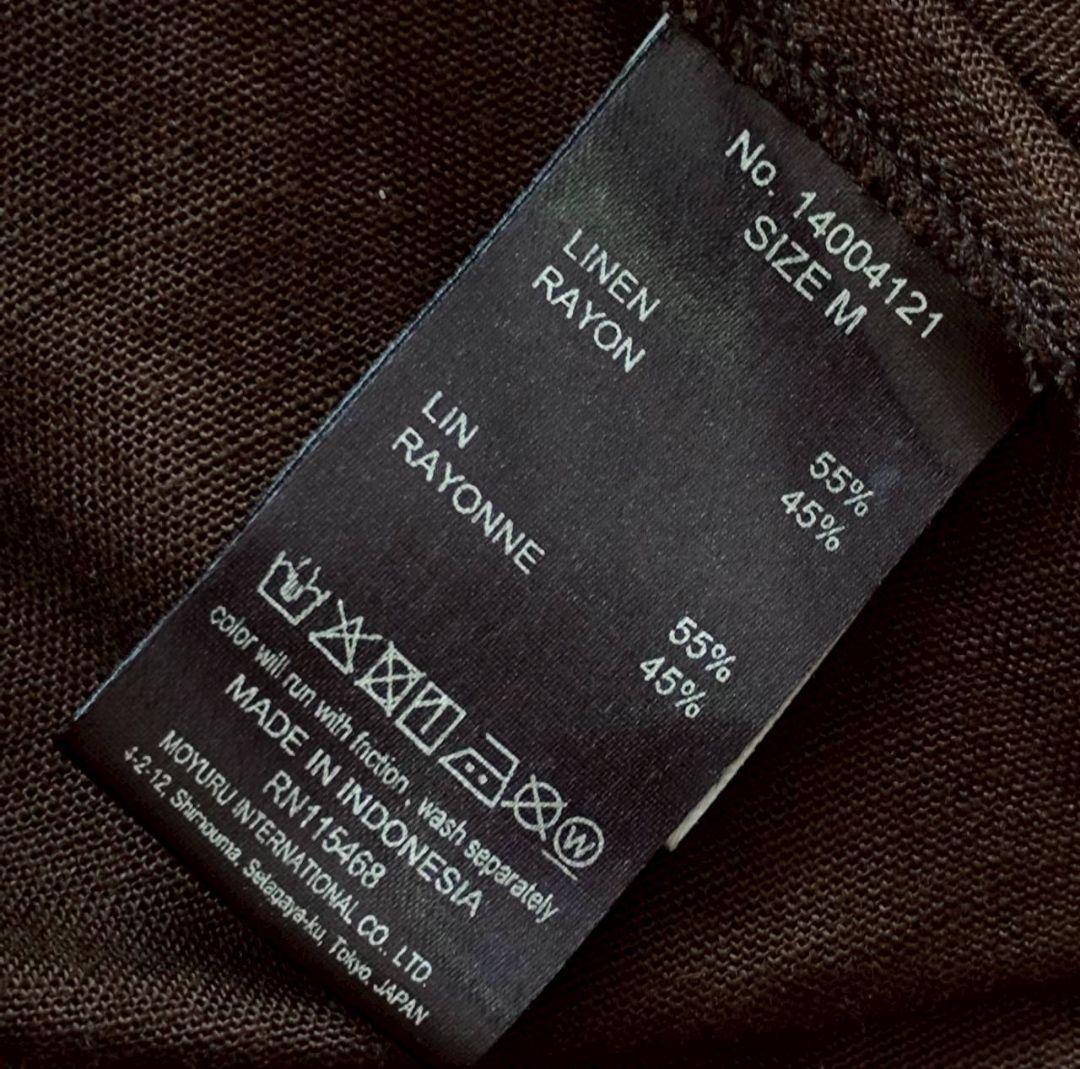 No. 14004121
SIZE M
LINEN 55%
RAYON 45%
LIN 55%
RAYONNE 45%
W
color will run with friction , wash separately
MADE IN INDONESIA
RN115468
MOYURU INTERNATIONAL CO., LTD.
4-2-12 Shimouma, Setagaya-ku, Tokyo, JAPAN